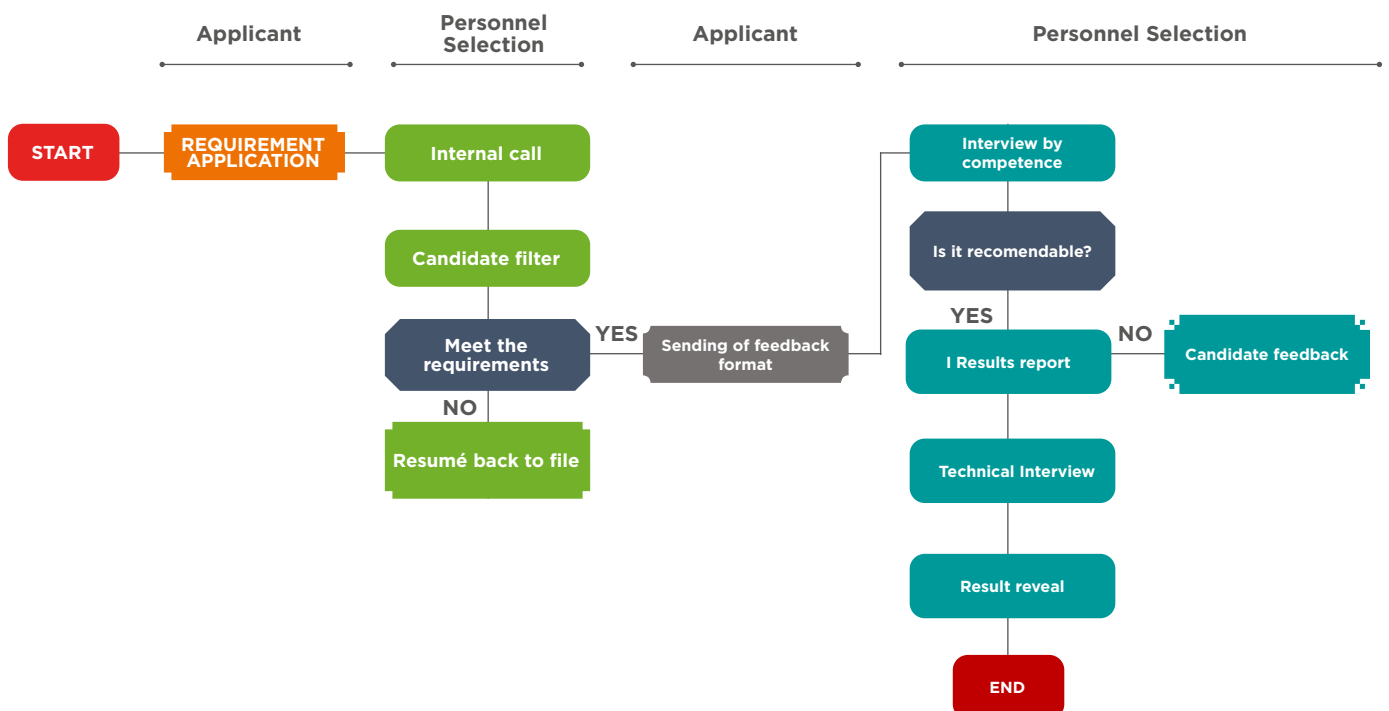 Applicant
Personnel
Selection
Applicant
Personnel Selection
START
REQUIREMENT
APPLICATION
Internal call
Candidate filter
Meet the
requirements
YES
NO
Resumé back to file
Sending of feedback
format
Interview by
competence
Is it recomendable?
YES
I Results report
NO
Candidate feedback
Technical Interview
Result reveal
END